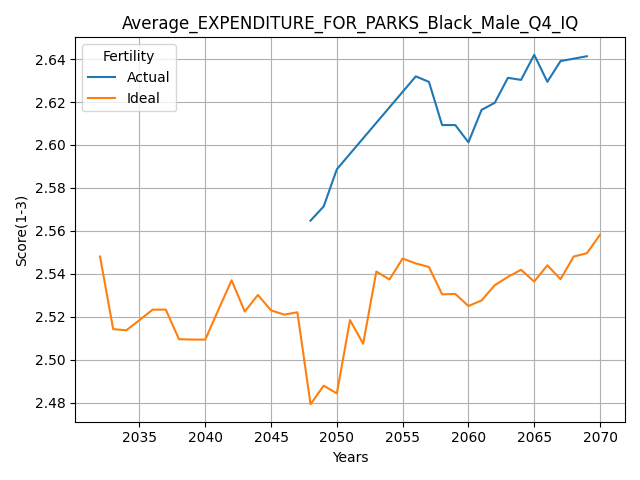 Average_EXPENDITURE_FOR_PARKS_Black_Male_Q4_IQ
Fertility
Actual
Ideal
Score(1-3)
2.64
2.62
2.60
2.58
2.56
2.54
2.52
2.50
2.48
2035 2040 2045 2050 2055 2060 2065 2070
Years